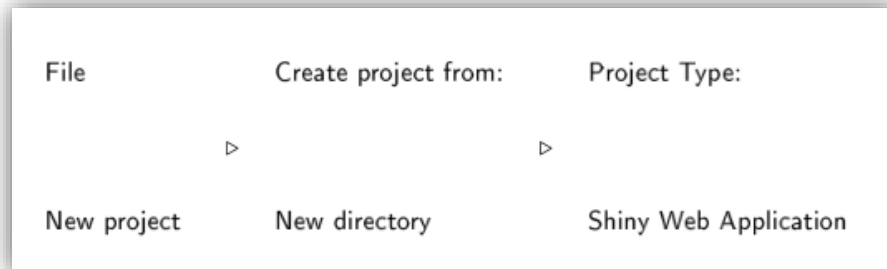 File Create project from: Project Type:
▷ ▷
New project New directory Shiny Web Application